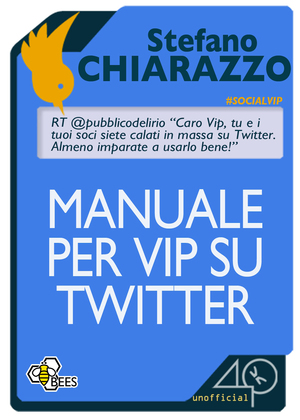 Stefano
CHIARAZZO
#SOCIALVIP
RT @pubblicodelirio “Caro Vip, tu e i
tuoi soci siete calati in massa su Twitter.
Almeno imparate a usarlo bene!”
MANUALE
PER VIP SU
TWITTER
BEES
40K
unofficial